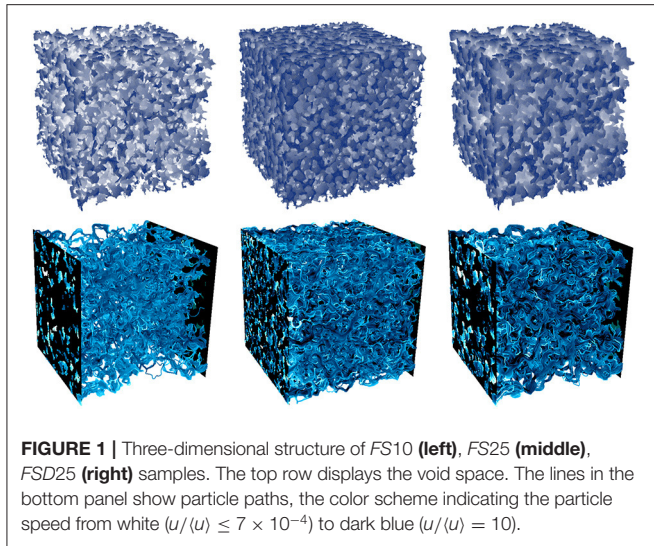 FIGURE 1 | Three-dimensional structure of FS10 (left), FS25 (middle),
FSD25 (right) samples. The top row displays the void space. The lines in the
bottom panel show particle paths, the color scheme indicating the particle
speed from white (u/⟨u⟩ ≤ 7 × 10⁻⁴) to dark blue (u/⟨u⟩ = 10).